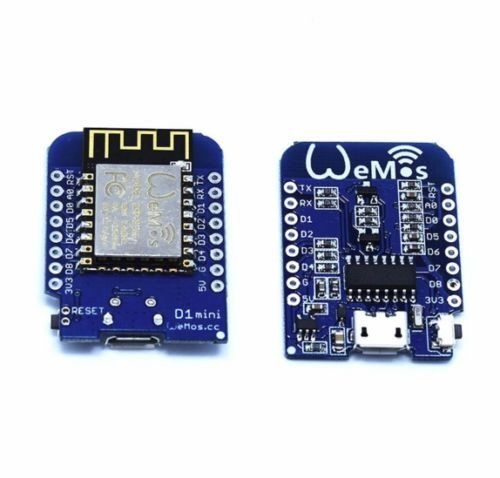 RST
A0
D0
D5
D6
D7
D8
3V3
TX
RX
D1
D2
D3
D4
G
5V
WeMos
RESET
D1 mini
WeMos.cc
WeMos
TX
RX
D1
D2
D3
D4
G
5V
RST
A0
D0
D5
D6
D7
D8
3V3